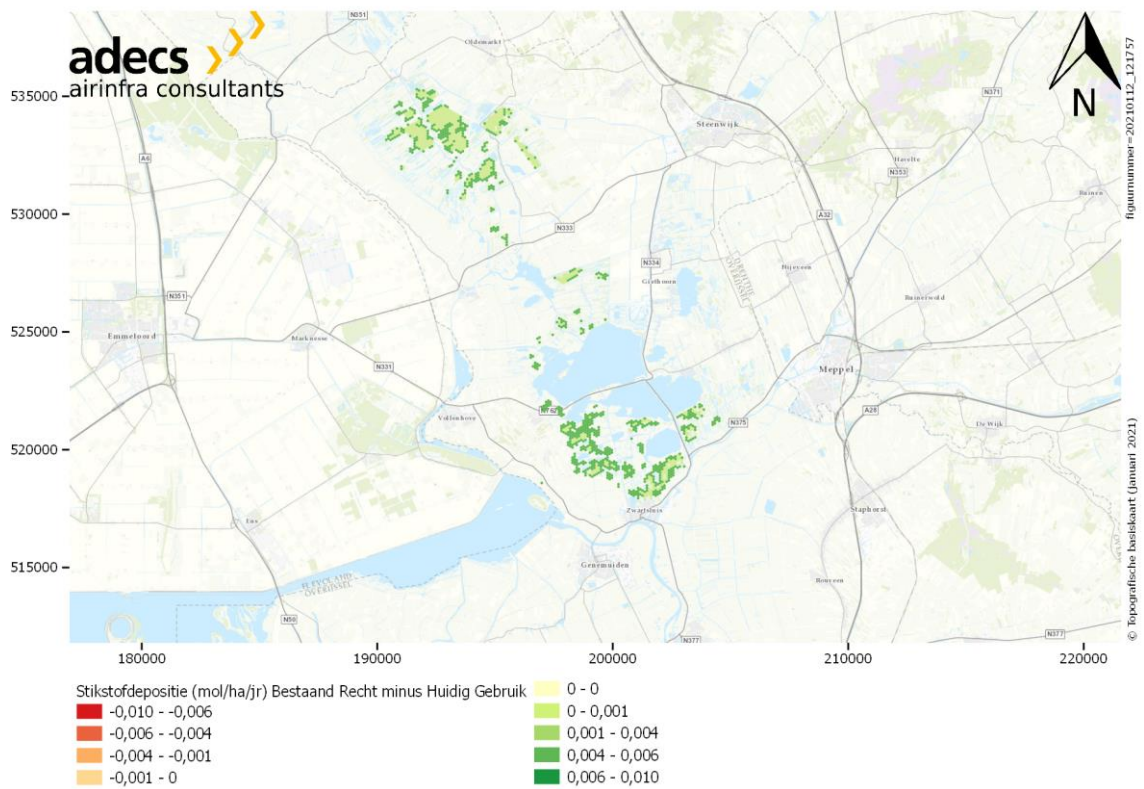 adecs
airinfra consultants
N351
Oldemarkt
N
figuurnummer=20210112_121757
535000
N371
Steenwijk
A6
Havelte
N353
530000
A32
N333
N334
Nijeveen
Giethoorn
N351
Ruinerwold
525000
Emmeloord
Marknesse
N331
Meppel
N762
A28
Vollenhove
N375
De Wijk
520000
Zwartsluis
Staphorst
Ens
515000
Genemuiden
FLEVOLAND
OVERIJSSEL
Rouveen
N50
N377
N377
© Topografische basiskaart (januari 2021)
180000 190000 200000 210000 220000
Stikstofdepositie (mol/ha/jr) Bestaand Recht minus Huidig Gebruik
-0,010 - -0,006
-0,006 - -0,004
-0,004 - -0,001
-0,001 - 0
0 - 0
0 - 0,001
0,001 - 0,004
0,004 - 0,006
0,006 - 0,010